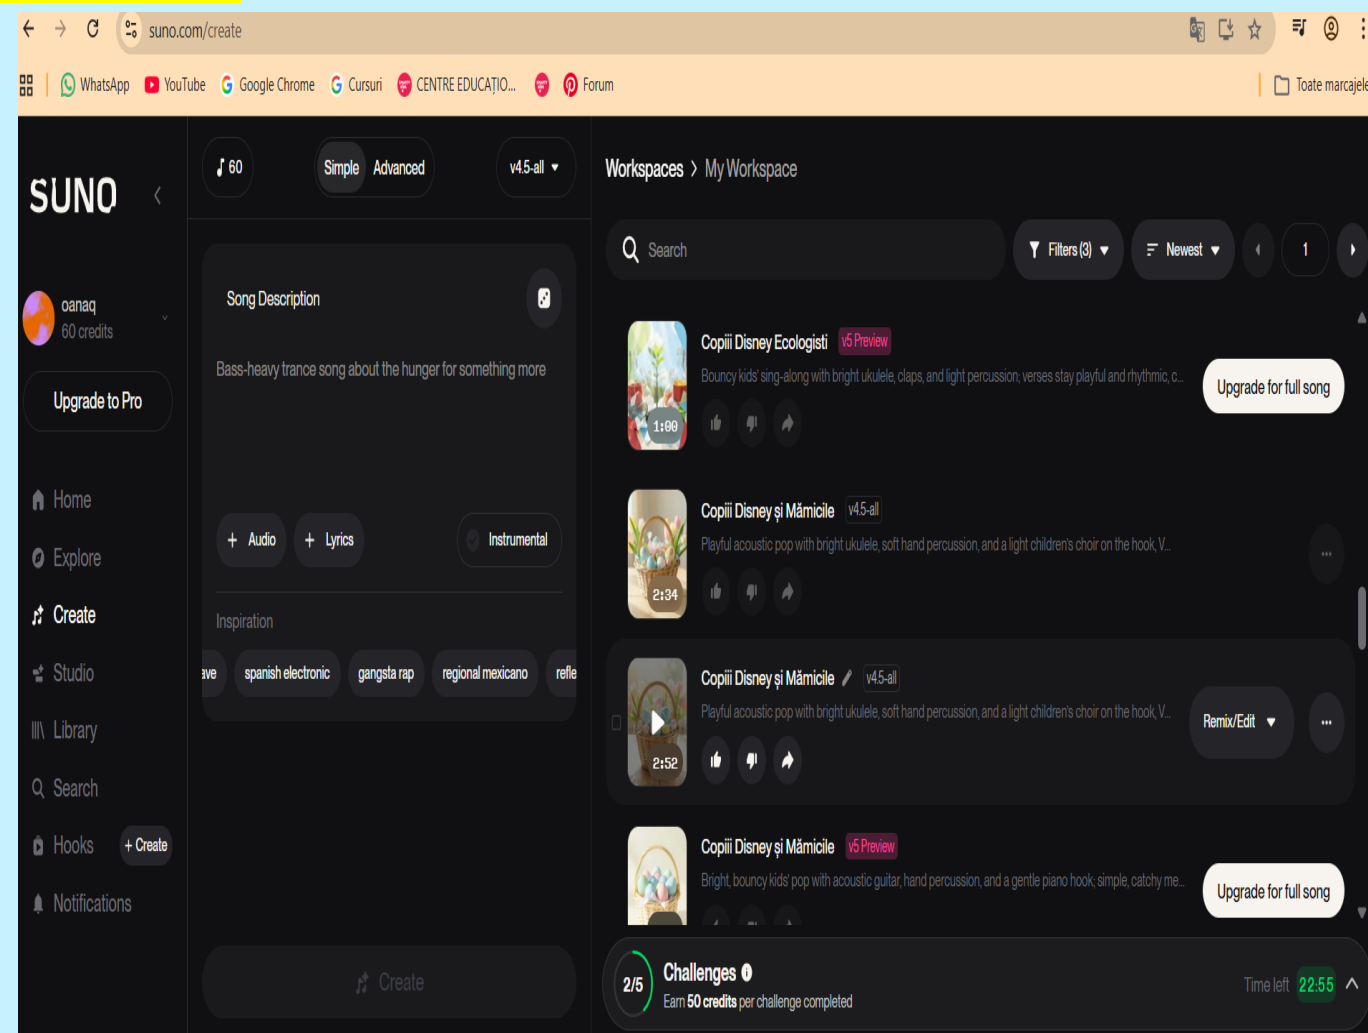 suno.com/create
WhatsApp YouTube Google Chrome Cursuri CENTRE EDUCAȚIO... Forum Toate marcajele
SUNO
oanaq
60 credits
Upgrade to Pro
Home
Explore
Create
Studio
Library
Search
Hooks + Create
Notifications
60 Simple Advanced v4.5-all
Song Description
Bass-heavy trance song about the hunger for something more
+ Audio + Lyrics Instrumental
Inspiration
ave spanish electronic gangsta rap regional mexicano refle
Create
Workspaces > My Workspace
Search Filters (3) Newest 1
Copiii Disney Ecologisti v5 Preview
Bouncy kids' sing-along with bright ukulele, claps, and light percussion; verses stay playful and rhythmic, c...
1:00
Upgrade for full song
Copiii Disney și Mămicile v4.5-all
Playful acoustic pop with bright ukulele, soft hand percussion, and a light children's choir on the hook, V...
2:34
Copiii Disney și Mămicile v4.5-all
Playful acoustic pop with bright ukulele, soft hand percussion, and a light children's choir on the hook, V...
2:52
Remix/Edit
Copiii Disney și Mămicile v5 Preview
Bright, bouncy kids' pop with acoustic guitar, hand percussion, and a gentle piano hook; simple, catchy me...
Upgrade for full song
2/5 Challenges
Earn 50 credits per challenge completed
Time left 22:55